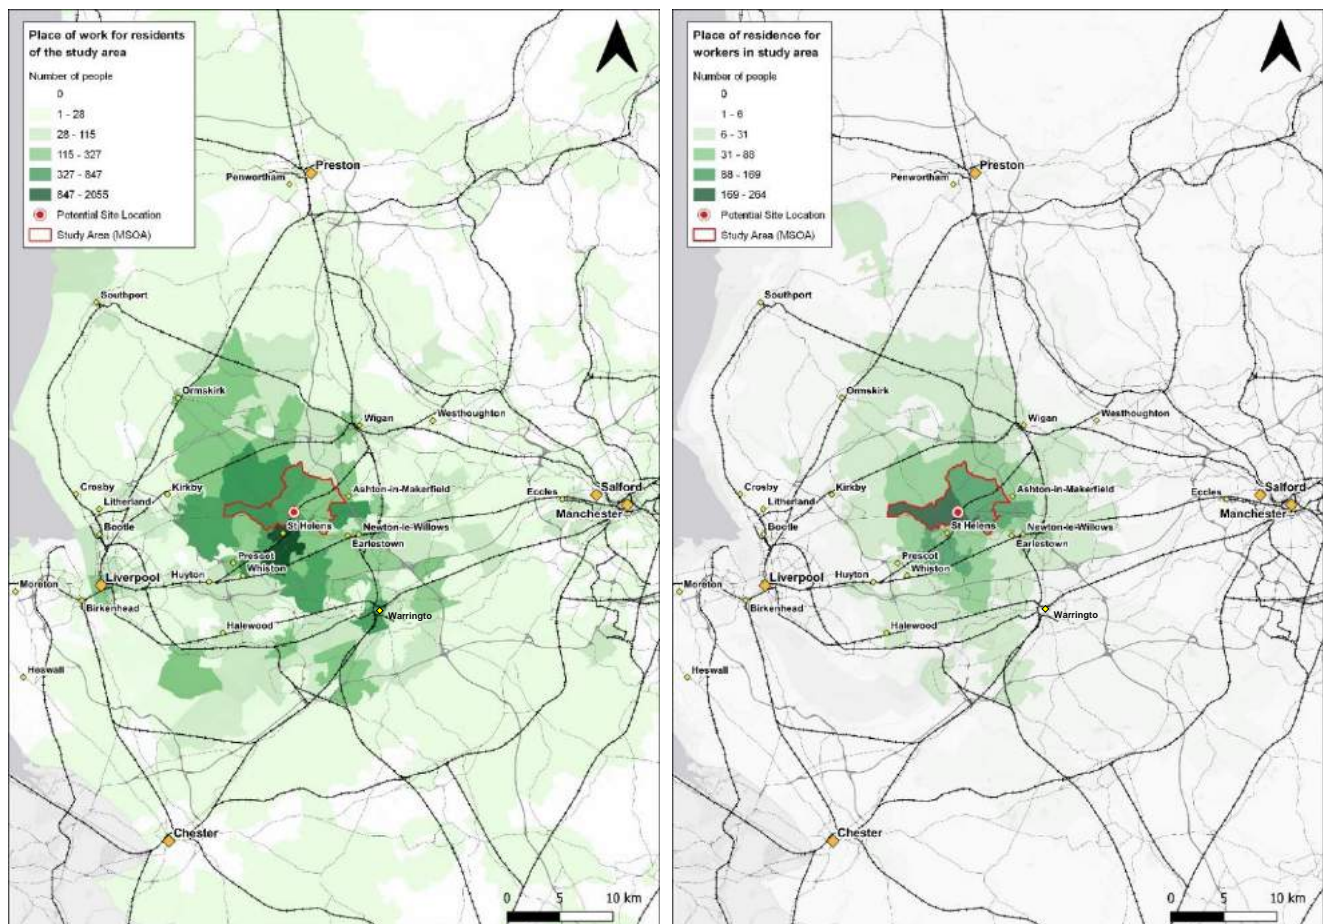 Place of work for residents
of the study area
Number of people
0
1 - 28
28 - 115
115 - 327
327 - 847
847 - 2055
Potential Site Location
Study Area (MSOA)
Preston
Penwortham
Southport
Ormskirk
Wigan
Westhoughton
Crosby
Kirkby
Ashton-in-Makerfield
Eccles
Salford
Litherland
Manchester
Bootle
St Helens
Newton-le-Willows
Earlestown
Prescot
Whiston
Moreton
Liverpool
Huyton
Birkenhead
Warringto
Halewood
Heswall
Chester
0 5 10 km
Place of residence for
workers in study area
Number of people
0
1 - 6
6 - 31
31 - 88
88 - 169
169 - 264
Potential Site Location
Study Area (MSOA)
Preston
Penwortham
Southport
Ormskirk
Wigan
Westhoughton
Crosby
Kirkby
Ashton-in-Makerfield
Eccles
Salford
Litherland
Manchester
Bootle
St Helens
Newton-le-Willows
Earlestown
Prescot
Whiston
Moreton
Liverpool
Huyton
Birkenhead
Warringto
Halewood
Heswall
Chester
0 5 10 km